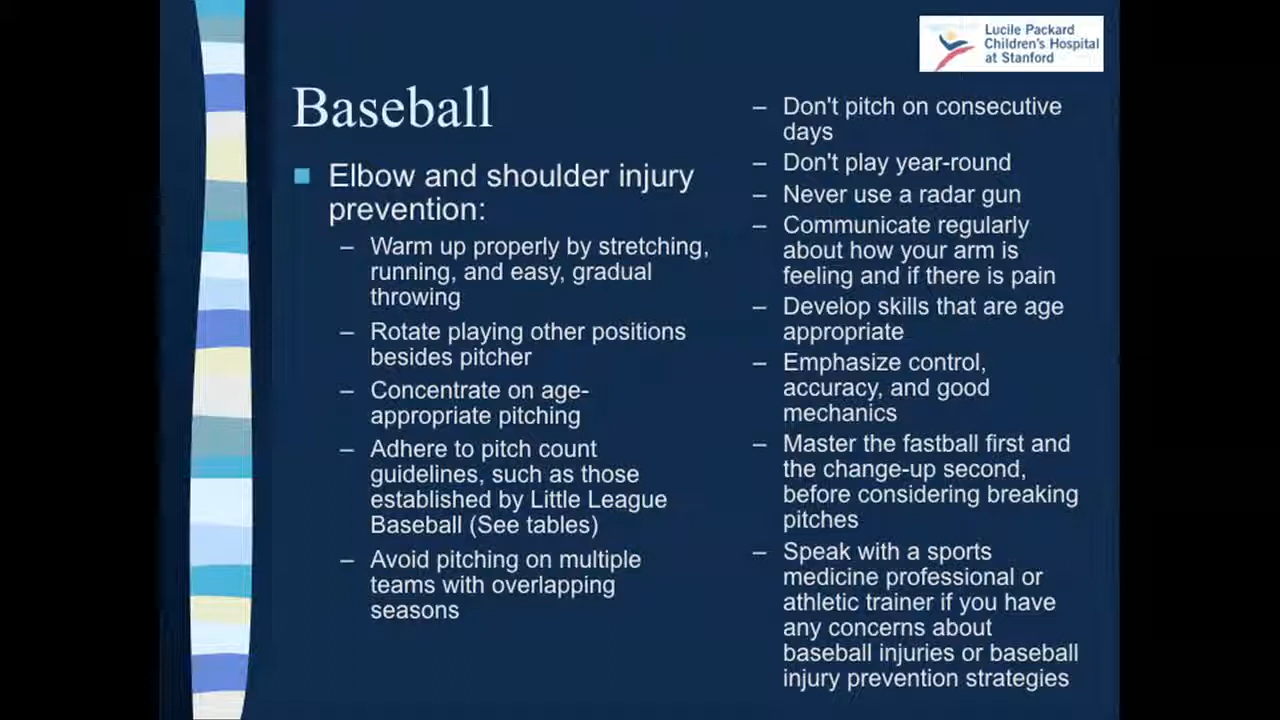 Lucile Packard
Children's Hospital
at Stanford
Baseball
Elbow and shoulder injury
prevention:
– Warm up properly by stretching,
running, and easy, gradual
throwing
– Rotate playing other positions
besides pitcher
– Concentrate on age-
appropriate pitching
– Adhere to pitch count
guidelines, such as those
established by Little League
Baseball (See tables)
– Avoid pitching on multiple
teams with overlapping
seasons
– Don't pitch on consecutive
days
– Don't play year-round
– Never use a radar gun
– Communicate regularly
about how your arm is
feeling and if there is pain
– Develop skills that are age
appropriate
– Emphasize control,
accuracy, and good
mechanics
– Master the fastball first and
the change-up second,
before considering breaking
pitches
– Speak with a sports
medicine professional or
athletic trainer if you have
any concerns about
baseball injuries or baseball
injury prevention strategies